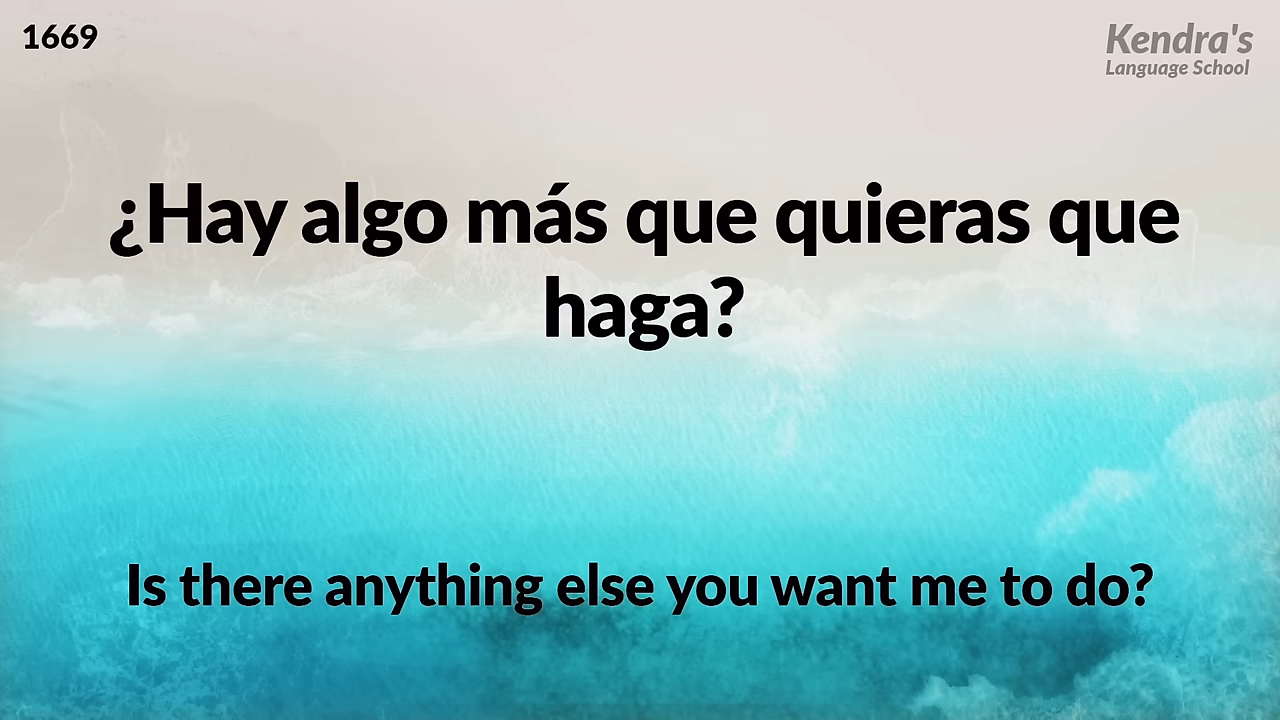 1669
Kendra's
Language School
¿Hay algo más que quieras que
haga?
Is there anything else you want me to do?